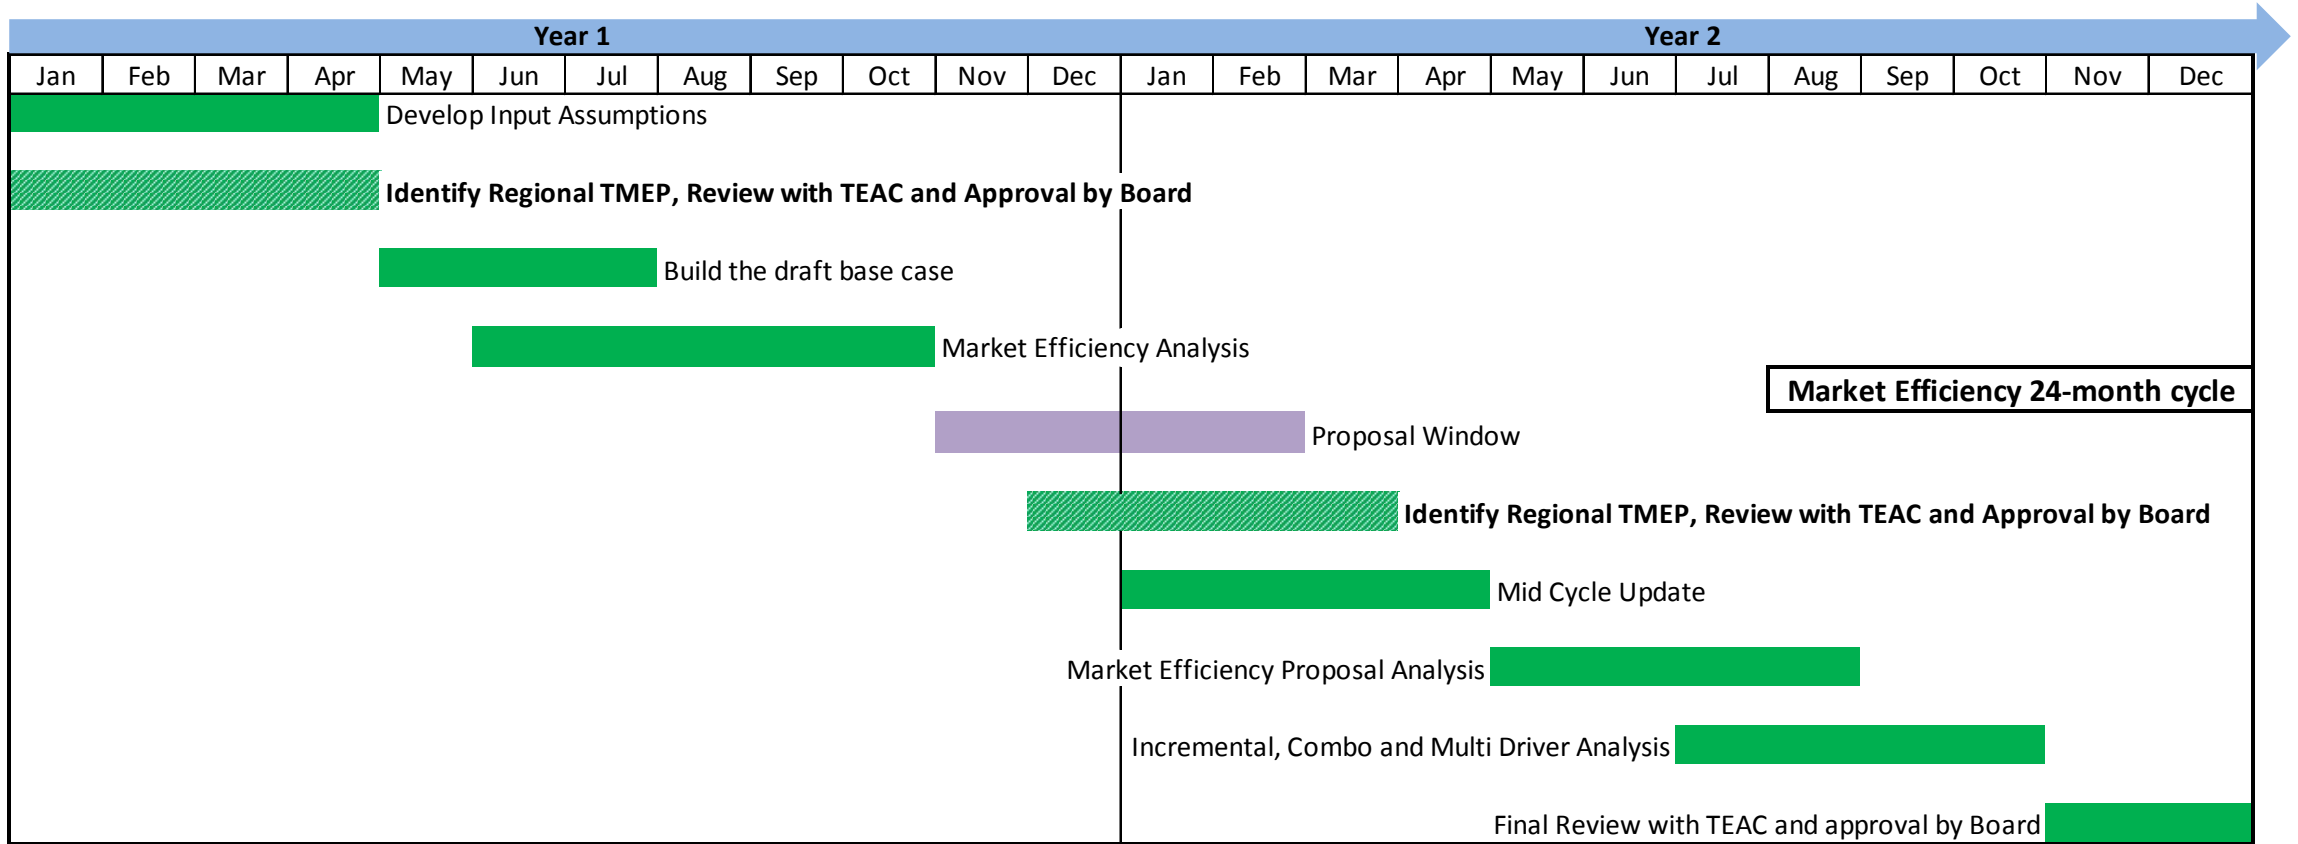 Year 1 Year 2
Jan Feb Mar Apr May Jun Jul Aug Sep Oct Nov Dec Jan Feb Mar Apr May Jun Jul Aug Sep Oct Nov Dec
Develop Input Assumptions
Identify Regional TMEP, Review with TEAC and Approval by Board
Build the draft base case
Market Efficiency Analysis
Market Efficiency 24-month cycle
Proposal Window
Identify Regional TMEP, Review with TEAC and Approval by Board
Mid Cycle Update
Market Efficiency Proposal Analysis
Incremental, Combo and Multi Driver Analysis
Final Review with TEAC and approval by Board